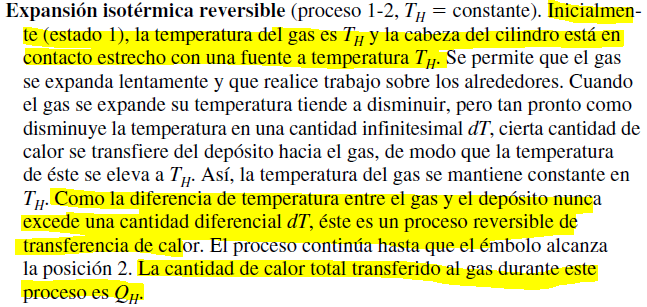 Expansión isotérmica reversible (proceso 1-2, T_H = constante). Inicialmen-
te (estado 1), la temperatura del gas es T_H y la cabeza del cilindro está en
contacto estrecho con una fuente a temperatura T_H. Se permite que el gas
se expanda lentamente y que realice trabajo sobre los alrededores. Cuando
el gas se expande su temperatura tiende a disminuir, pero tan pronto como
disminuye la temperatura en una cantidad infinitesimal dT, cierta cantidad de
calor se transfiere del depósito hacia el gas, de modo que la temperatura
de éste se eleva a T_H. Así, la temperatura del gas se mantiene constante en
T_H. Como la diferencia de temperatura entre el gas y el depósito nunca
excede una cantidad diferencial dT, éste es un proceso reversible de
transferencia de calor. El proceso continúa hasta que el émbolo alcanza
la posición 2. La cantidad de calor total transferido al gas durante este
proceso es Q_H.